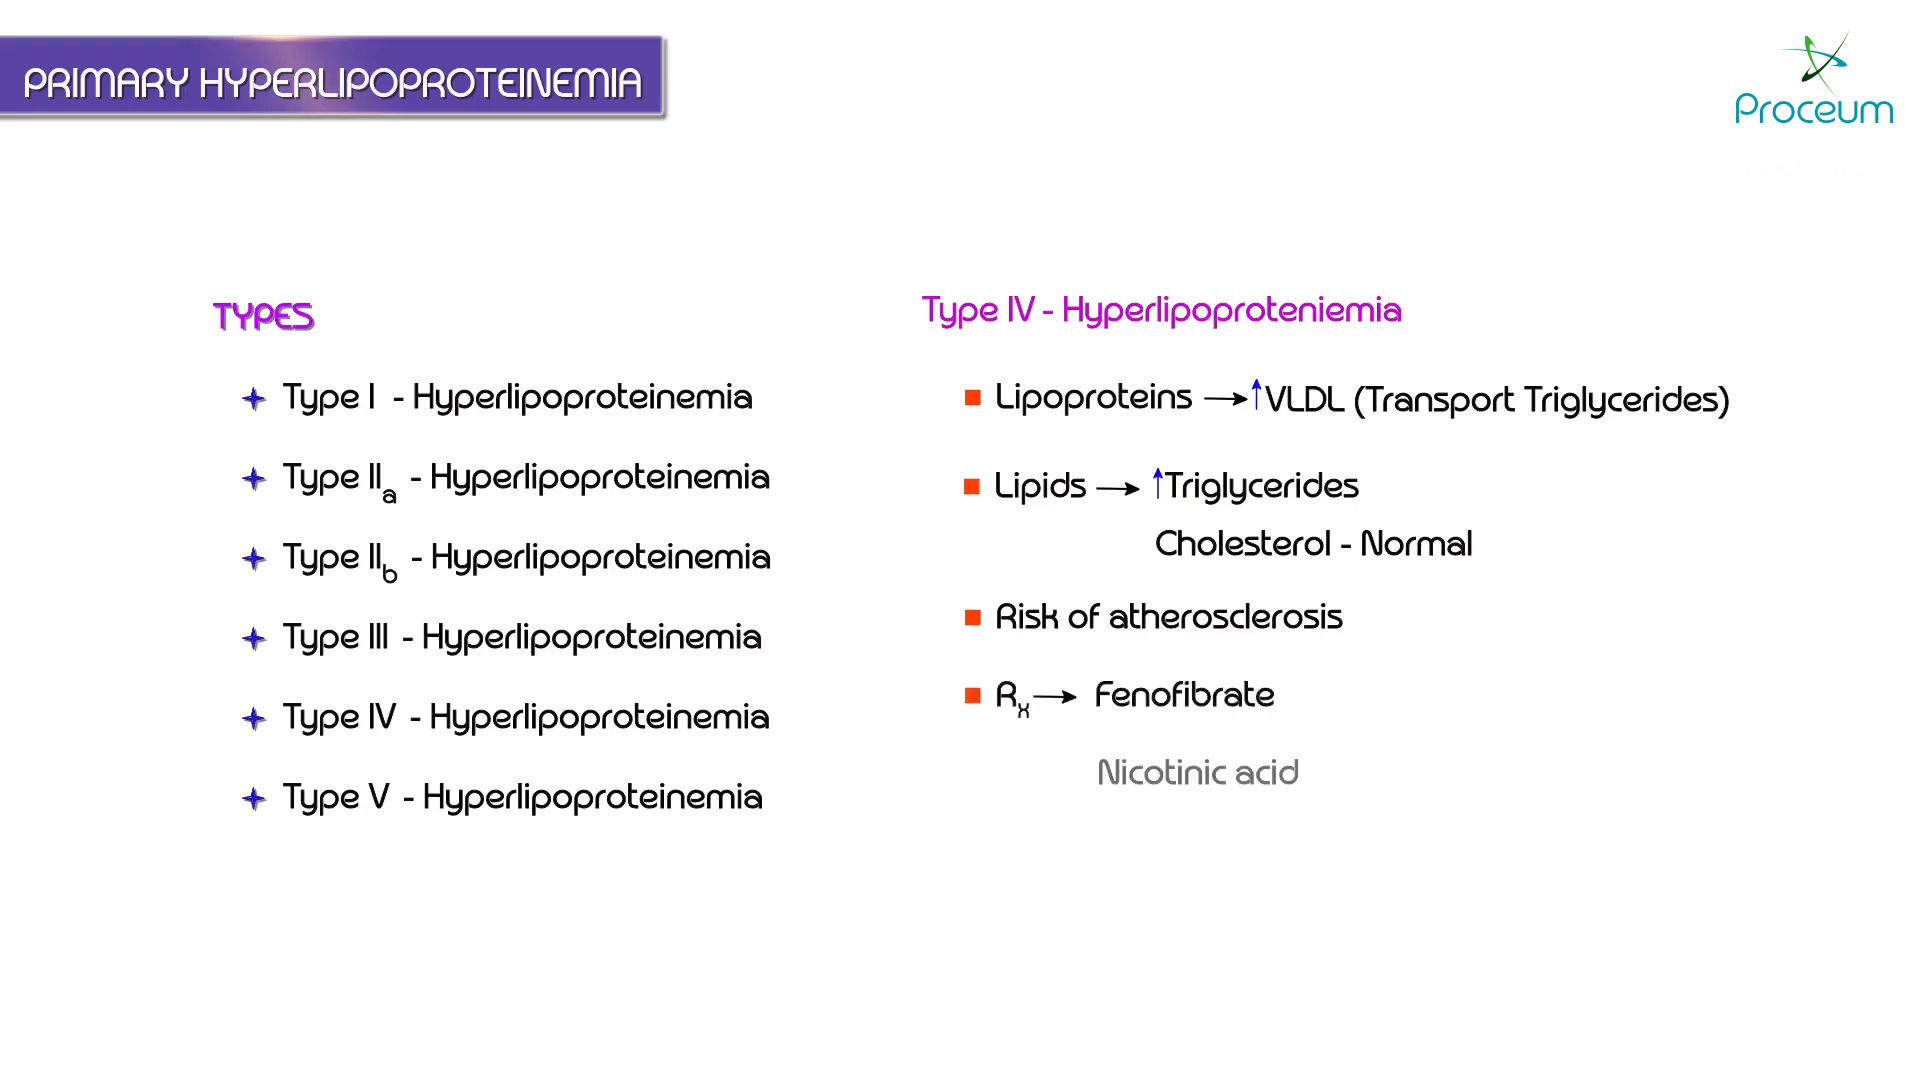 PRIMARY HYPERLIPOPROTEINEMIA
Proceum
TYPES
Type I - Hyperlipoproteinemia
Type IIa - Hyperlipoproteinemia
Type IIb - Hyperlipoproteinemia
Type III - Hyperlipoproteinemia
Type IV - Hyperlipoproteinemia
Type V - Hyperlipoproteinemia
Type IV - Hyperlipoproteniemia
Lipoproteins → ↑VLDL (Transport Triglycerides)
Lipids → ↑Triglycerides
Cholesterol - Normal
Risk of atherosclerosis
Rx → Fenofibrate
Nicotinic acid